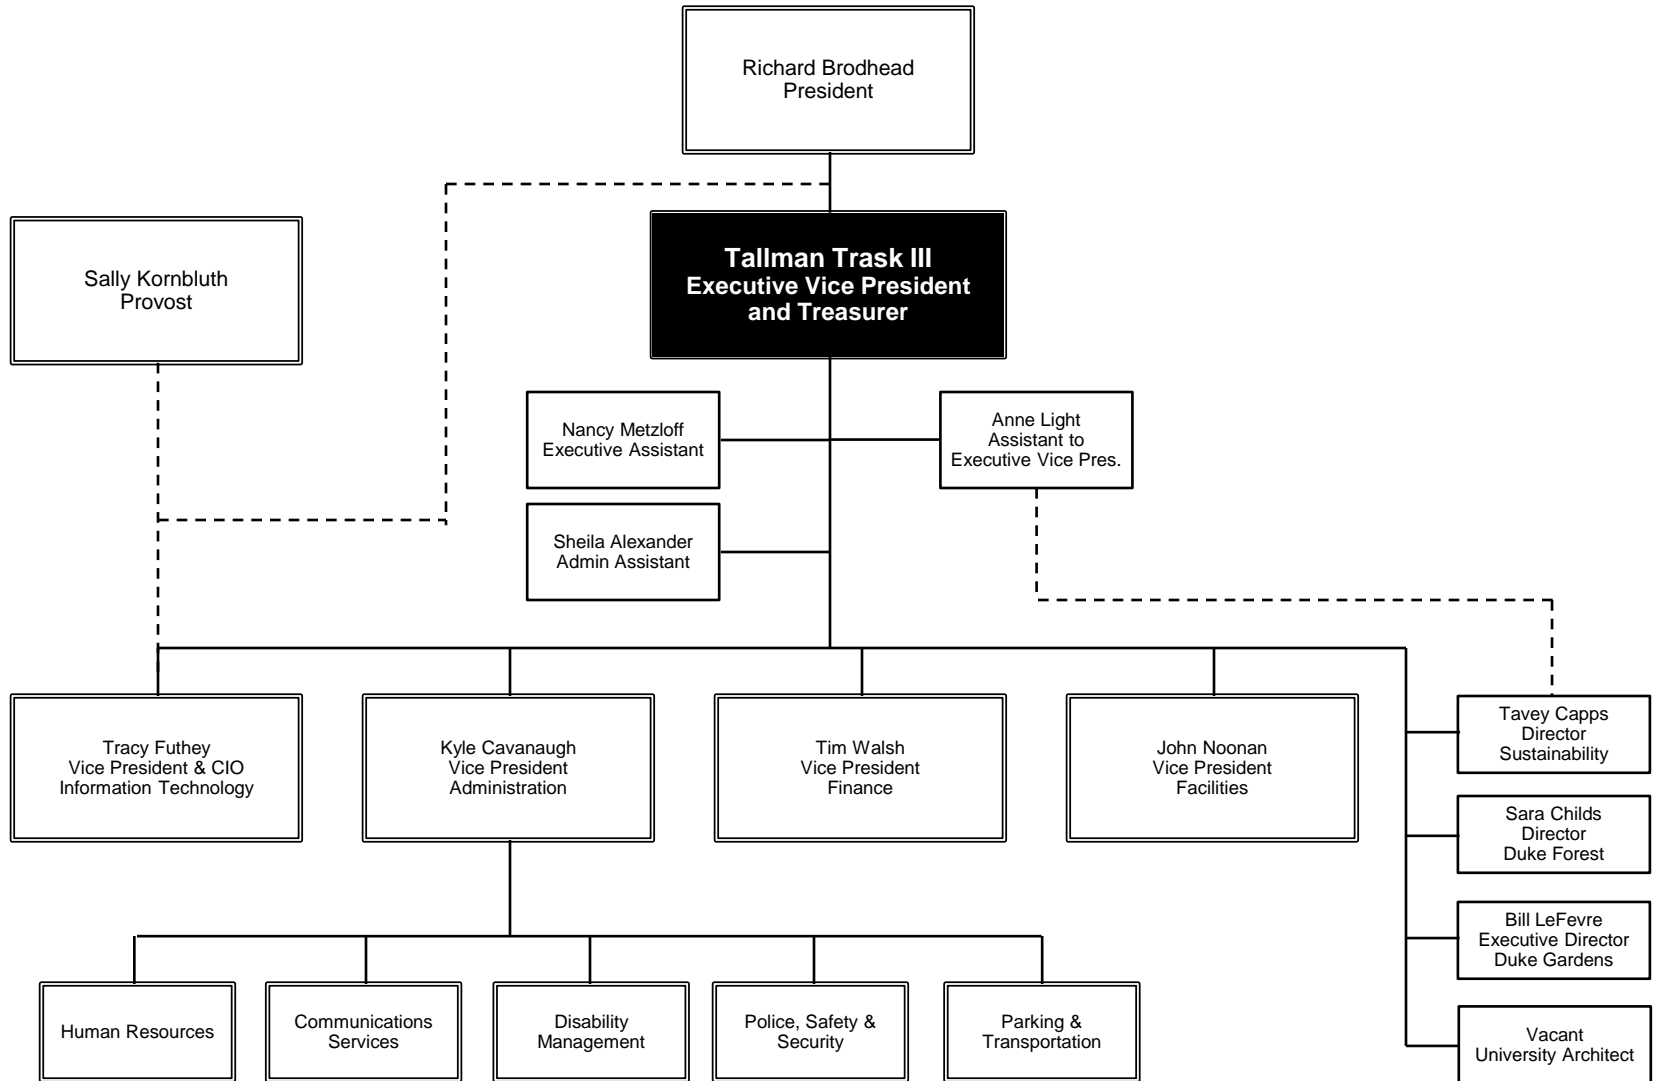 Richard Brodhead
President
Sally Kornbluth
Provost
Tallman Trask III
Executive Vice President
and Treasurer
Nancy Metzloff
Executive Assistant
Anne Light
Assistant to
Executive Vice Pres.
Sheila Alexander
Admin Assistant
Tracy Futhey
Vice President & CIO
Information Technology
Kyle Cavanaugh
Vice President
Administration
Tim Walsh
Vice President
Finance
John Noonan
Vice President
Facilities
Tavey Capps
Director
Sustainability
Sara Childs
Director
Duke Forest
Bill LeFevre
Executive Director
Duke Gardens
Vacant
University Architect
Human Resources
Communications
Services
Disability
Management
Police, Safety &
Security
Parking &
Transportation